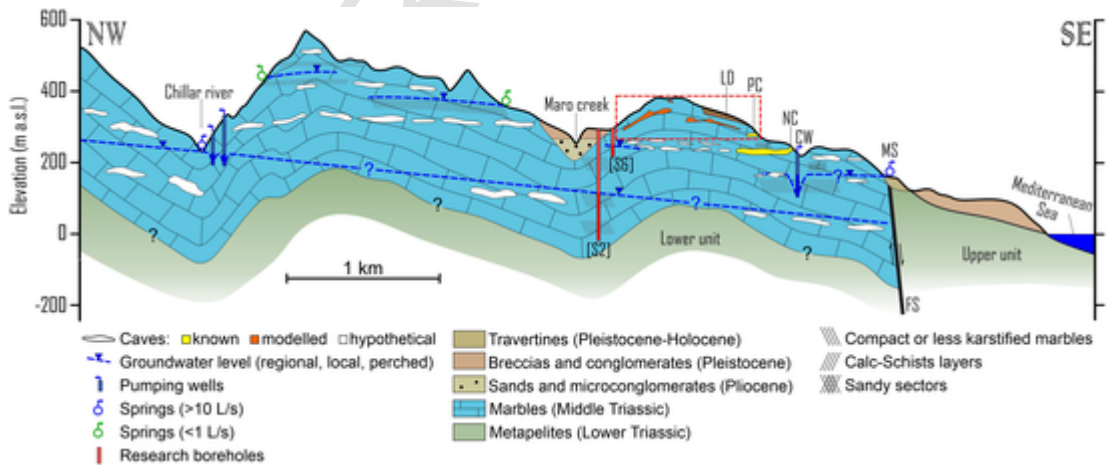 600
NW
SE
400
200
0
-200
Elevation (m a.s.l.)
Chillar river
Maro creek
LD
PC
NC
CW
MS
[S6]
[S2]
?
?
?
?
?
?
Lower unit
Upper unit
Mediterranean
Sea
FS
1 km
Caves: known modelled hypothetical
Groundwater level (regional, local, perched)
Pumping wells
Springs (>10 L/s)
Springs (<1 L/s)
Research boreholes
Travertines (Pleistocene-Holocene)
Breccias and conglomerates (Pleistocene)
Sands and microconglomerates (Pliocene)
Marbles (Middle Triassic)
Metapelites (Lower Triassic)
Compact or less karstified marbles
Calc-Schists layers
Sandy sectors